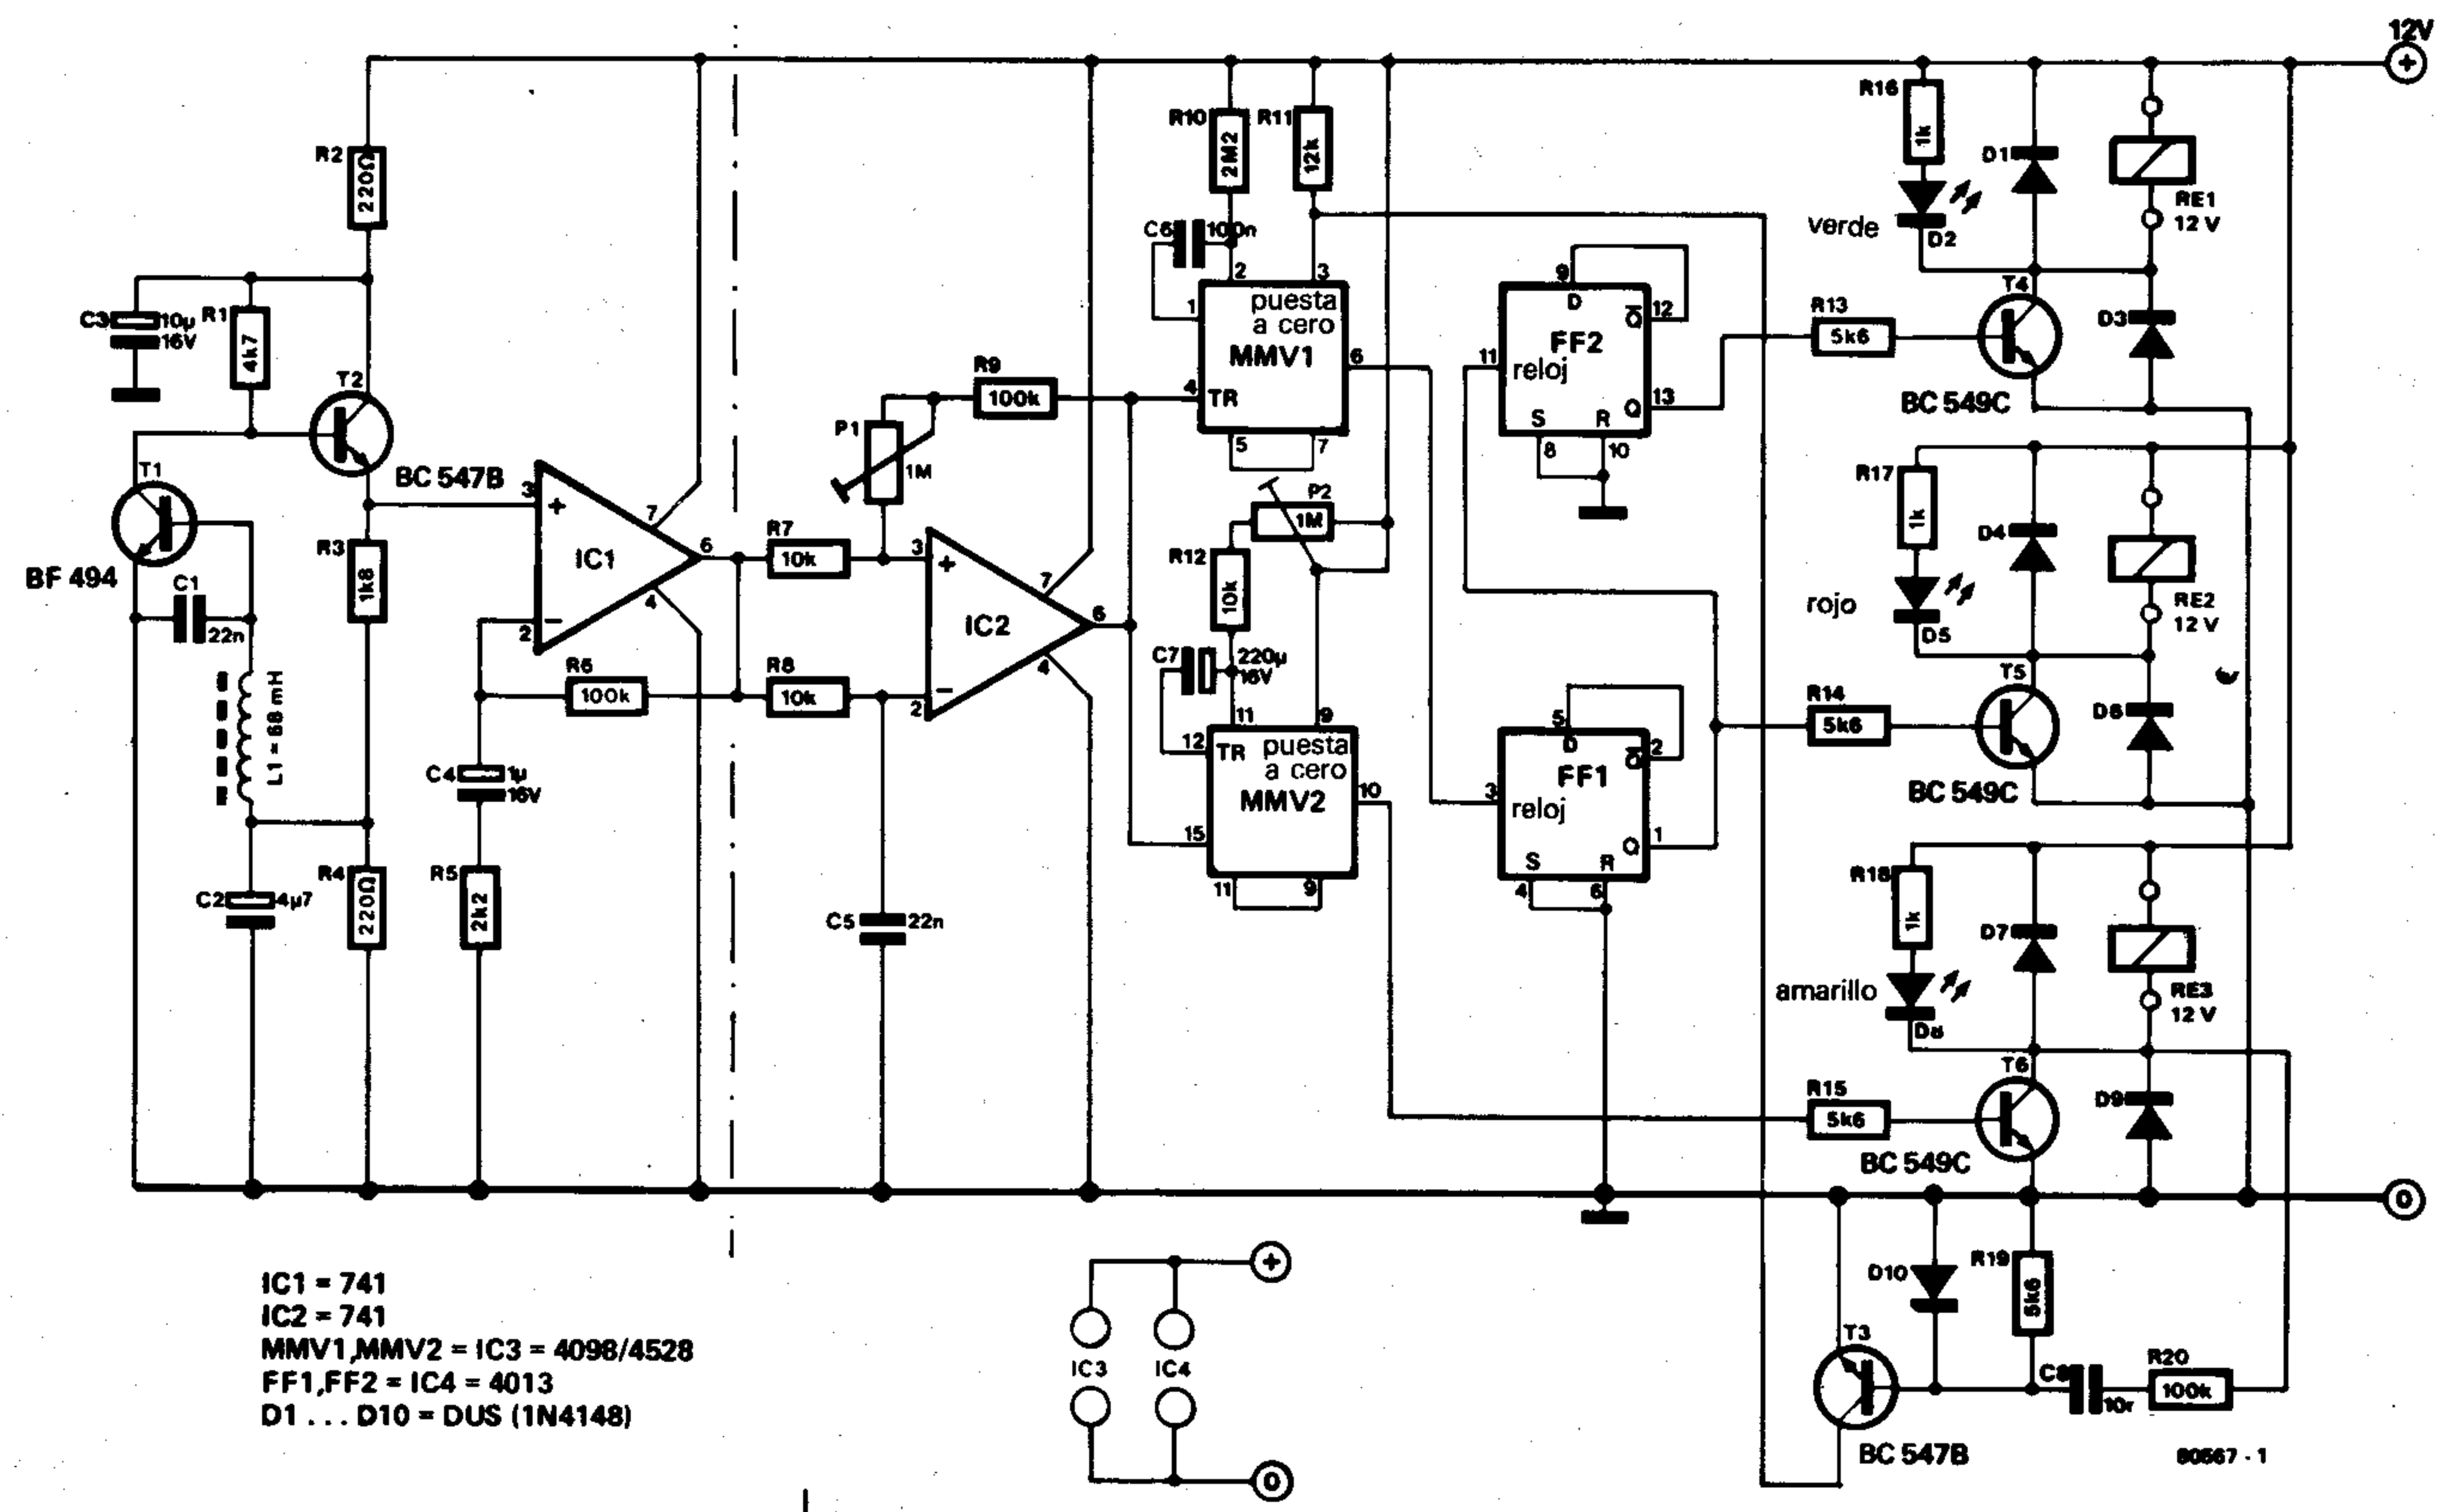 12V
+
R16
1k
D1
RE1
12 V
verde
D2
R10
2M2
R11
12k
R2
220Ω
C6
100n
2
3
1
puesta
a cero
MMV1
4
TR
6
5
7
9
D
Q̅
12
FF2
11
reloj
13
Q
S
R
8
10
R13
5k6
T4
D3
BC 549C
C3
10µ
16V
R1
4k7
T2
BC 547B
T1
BF 494
C1
22n
R3
1k8
L1 = 68 mH
C2
4µ7
R4
220Ω
3
+
7
IC1
6
4
2
–
R6
100k
C4
1µ
16V
R5
2k2
R9
100k
P1
1M
R7
10k
R8
10k
3
+
7
IC2
6
4
2
–
C5
22n
P2
1M
R12
10k
C7
220µ
16V
11
9
12
TR
puesta
a cero
MMV2
10
15
11
9
5
D
2
Q̅
FF1
3
reloj
1
Q
S
R
4
6
R17
1k
D4
RE2
12 V
rojo
D5
T5
R14
5k6
D6
BC 549C
R18
1k
D7
RE3
12 V
amarillo
D8
T6
R15
5k6
D9
BC 549C
0
D10
R19
5k6
T3
R20
100k
BC 547B
80667 - 1
IC1 = 741
IC2 = 741
MMV1,MMV2 = IC3 = 4098/4528
FF1,FF2 = IC4 = 4013
D1 . . . D10 = DUS (1N4148)
+
IC3
IC4
0